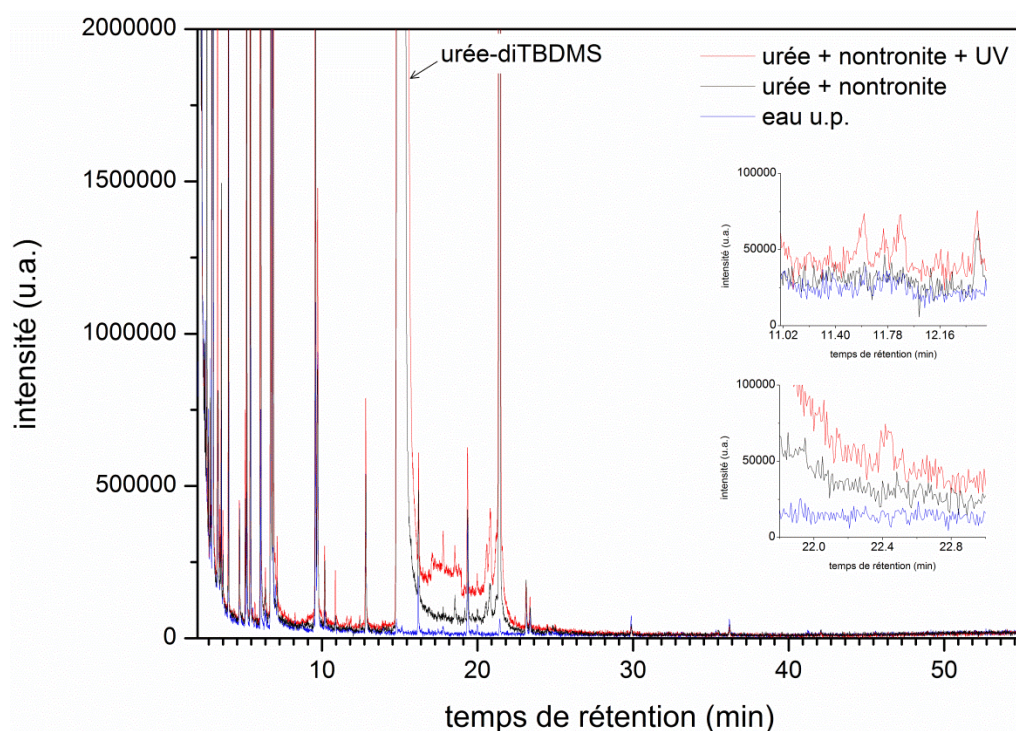 2000000
1500000
1000000
500000
0
intensité (u.a.)
10
20
30
40
50
temps de rétention (min)
urée-diTBDMS
urée + nontronite + UV
urée + nontronite
eau u.p.
100000
50000
0
intensité (u.a.)
11.02
11.40
11.78
12.16
temps de rétention (min)
100000
50000
0
intensité (u.a.)
22.0
22.4
22.8
temps de rétention (min)